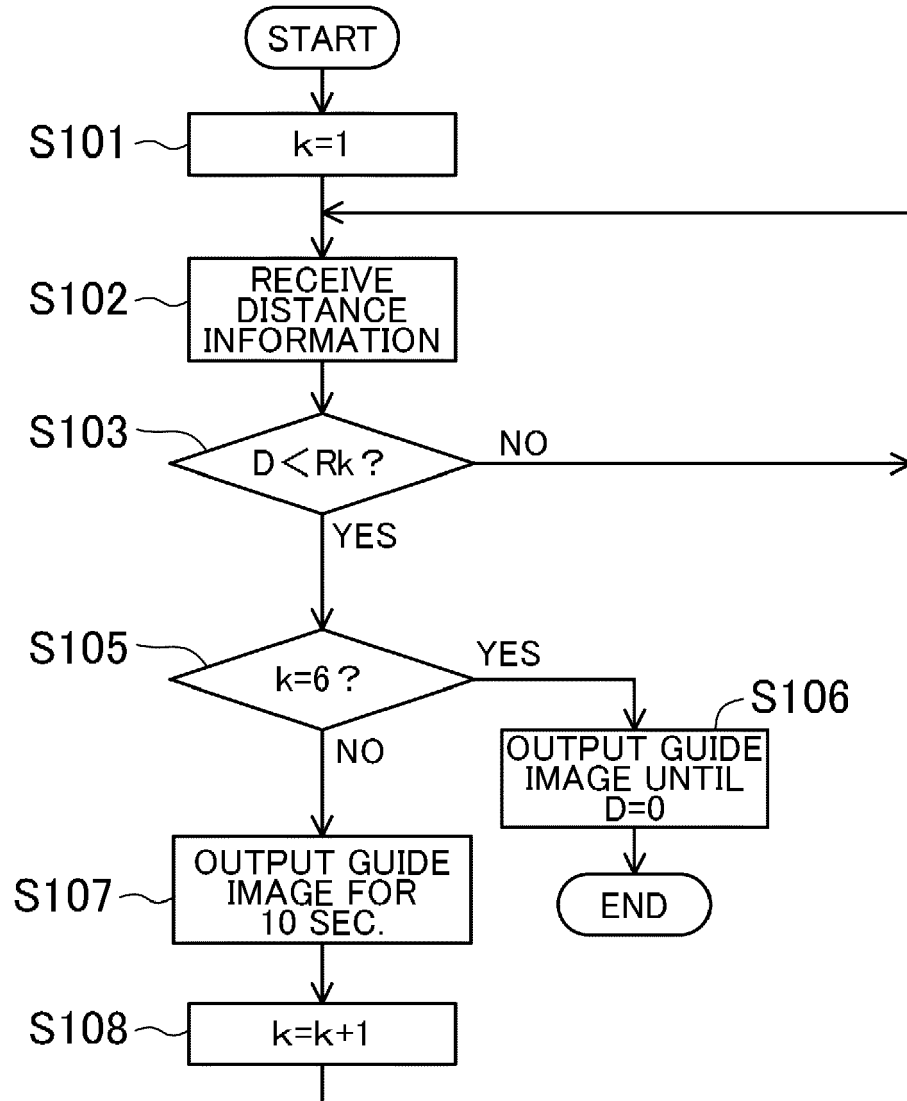 START
S101
k=1
S102
RECEIVE
DISTANCE
INFORMATION
S103
D<Rk?
NO
YES
S105
k=6?
YES
NO
S106
OUTPUT GUIDE
IMAGE UNTIL
D=0
S107
OUTPUT GUIDE
IMAGE FOR
10 SEC.
END
S108
k=k+1